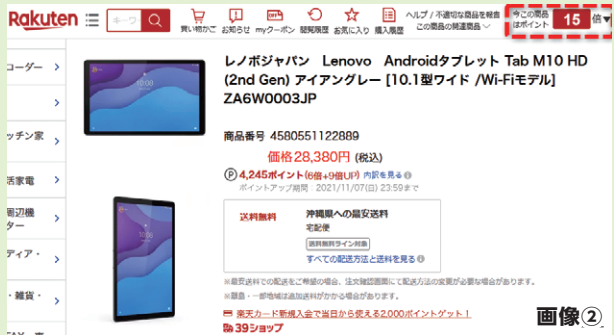 Rakuten
キーワ
買い物かご
お知らせ
myクーポン
閲覧履歴
お気に入り
購入履歴
ヘルプ / 不適切な商品を報告
この商品の関連商品
今この商品
はポイント
15
倍▼
コーダー
ッチン家
活家電
周辺機
ター
ディア・
・雑貨・
レノボジャパン Lenovo Androidタブレット Tab M10 HD
(2nd Gen) アイアングレー [10.1型ワイド /Wi-Fiモデル]
ZA6W0003JP
商品番号 4580551122889
価格28,380円 (税込)
P 4,245ポイント(6倍+9倍UP) 内訳を見る
ポイントアップ期間：2021/11/07(日) 23:59まで
送料無料
沖縄県への最安送料
宅配便
送料無料ライン対象
すべての配送方法と送料を見る
※最安送料での配送をご希望の場合、注文確認画面にて配送方法の変更が必要な場合があります。
※離島・一部地域は追加送料がかかる場合があります。
楽天カード新規入会で当日から使える2,000ポイントゲット！
39ショップ
画像②